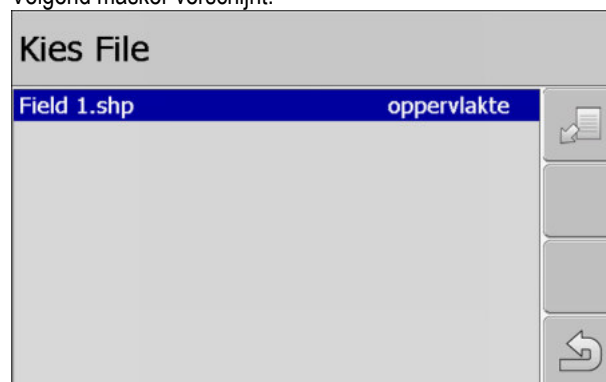 Volgend masker verschijnt:
Kies File
Field 1.shp oppervlakte